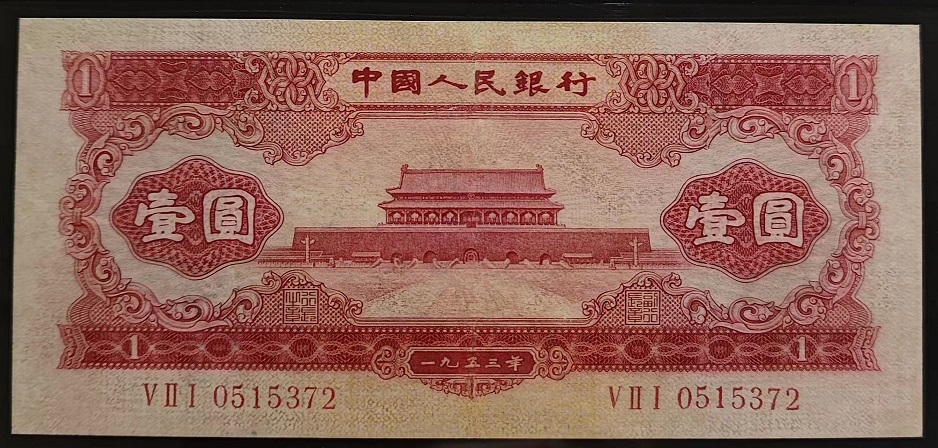 1 中國人民銀行 1
壹圓 壹圓
1 一九五三年 1
VII I 0515372 VII I 0515372